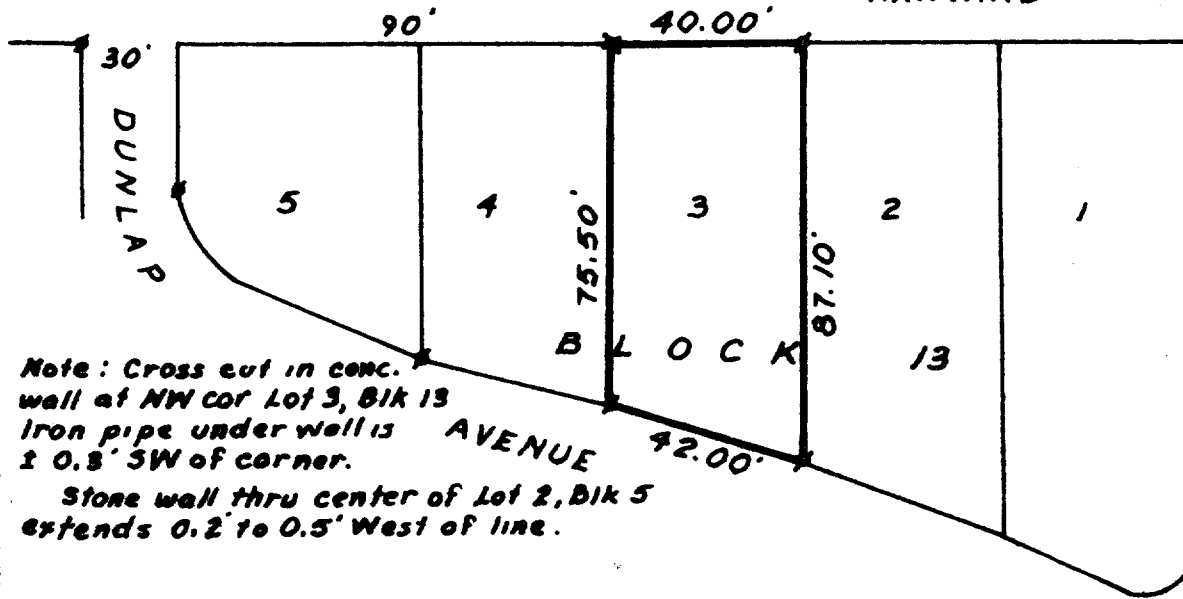 90' 40.00'
30'
DUNLAP
5 4 3 2 1
75.50'
87.10'
BLOCK 13
Note: Cross cut in conc.
wall at NW cor Lot 3, Blk 13
Iron pipe under wall is
± 0.3' SW of corner.
AVENUE
42.00'
Stone wall thru center of Lot 2, Blk 5
extends 0.2' to 0.5' West of line.